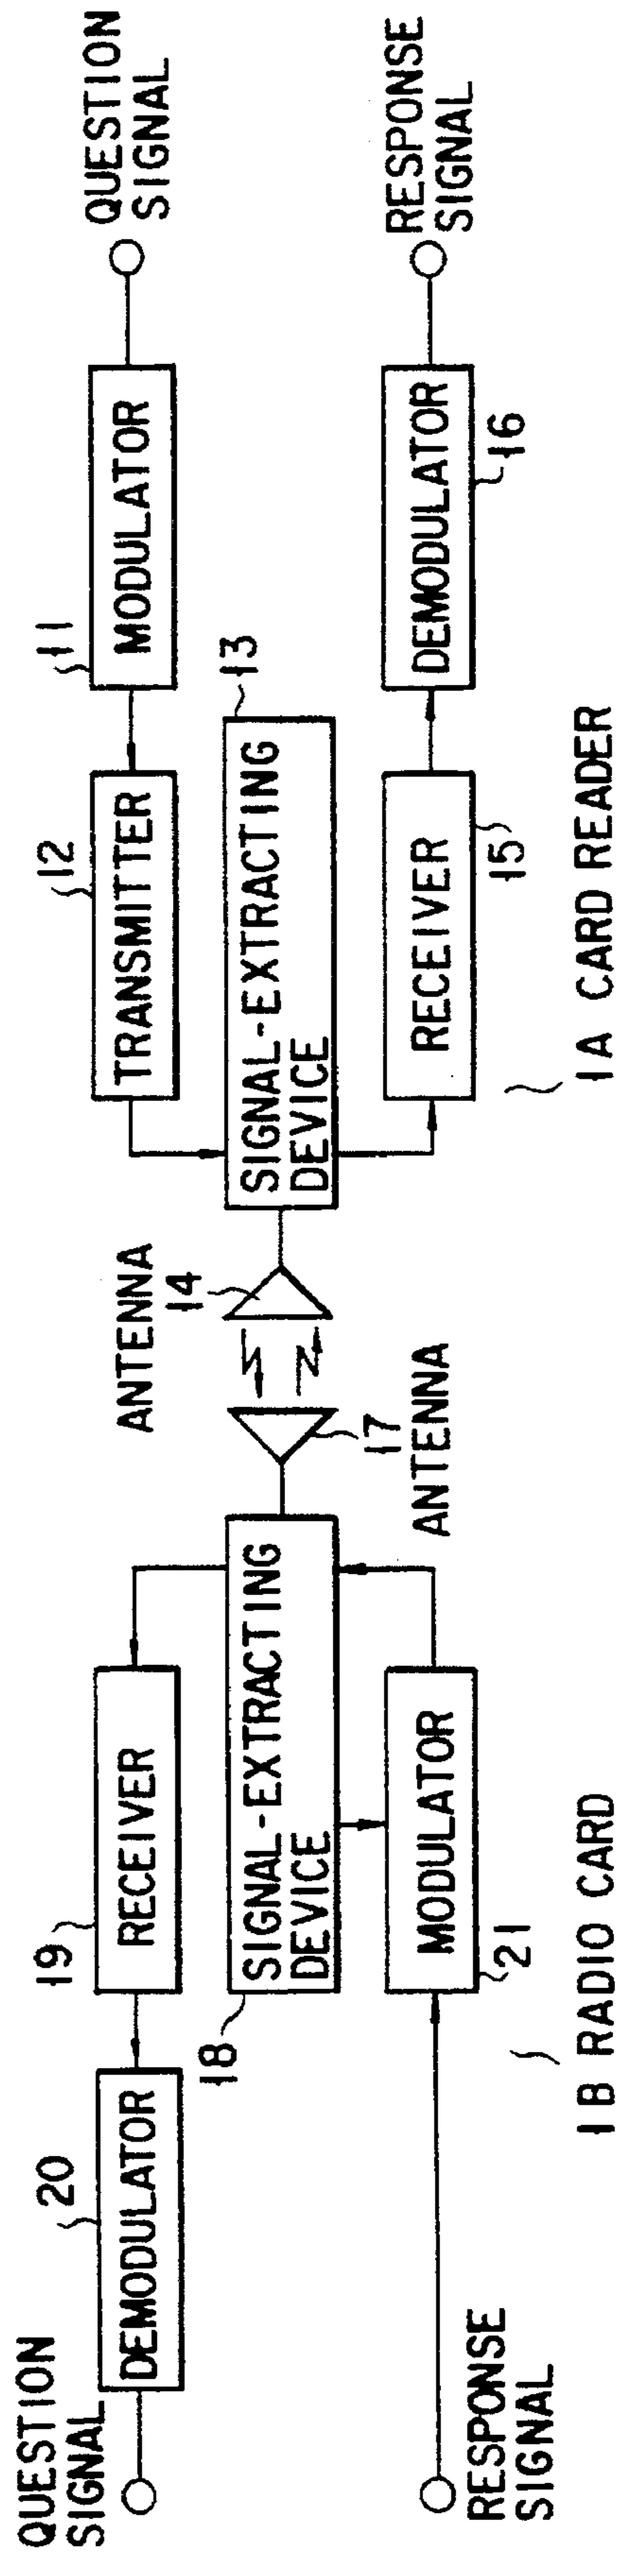 QUESTION
SIGNAL
20
DEMODULATOR
19
RECEIVER
18
SIGNAL-EXTRACTING
DEVICE
MODULATOR
21
RESPONSE
SIGNAL
1B RADIO CARD
17
ANTENNA
ANTENNA
14
12
TRANSMITTER
11
MODULATOR
QUESTION
SIGNAL
13
SIGNAL-EXTRACTING
DEVICE
RECEIVER
15
DEMODULATOR
16
RESPONSE
SIGNAL
1A CARD READER